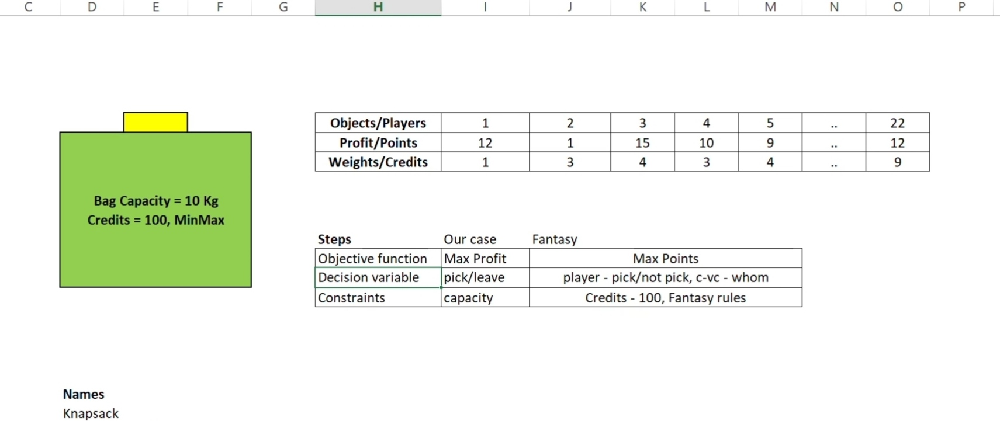 C D E F G H I J K L M N O P
Objects/Players 1 2 3 4 5 .. 22
Profit/Points 12 1 15 10 9 .. 12
Weights/Credits 1 3 4 3 4 .. 9
Bag Capacity = 10 Kg
Credits = 100, MinMax
Steps Our case Fantasy
Objective function Max Profit Max Points
Decision variable pick/leave player - pick/not pick, c-vc - whom
Constraints capacity Credits - 100, Fantasy rules
Names
Knapsack